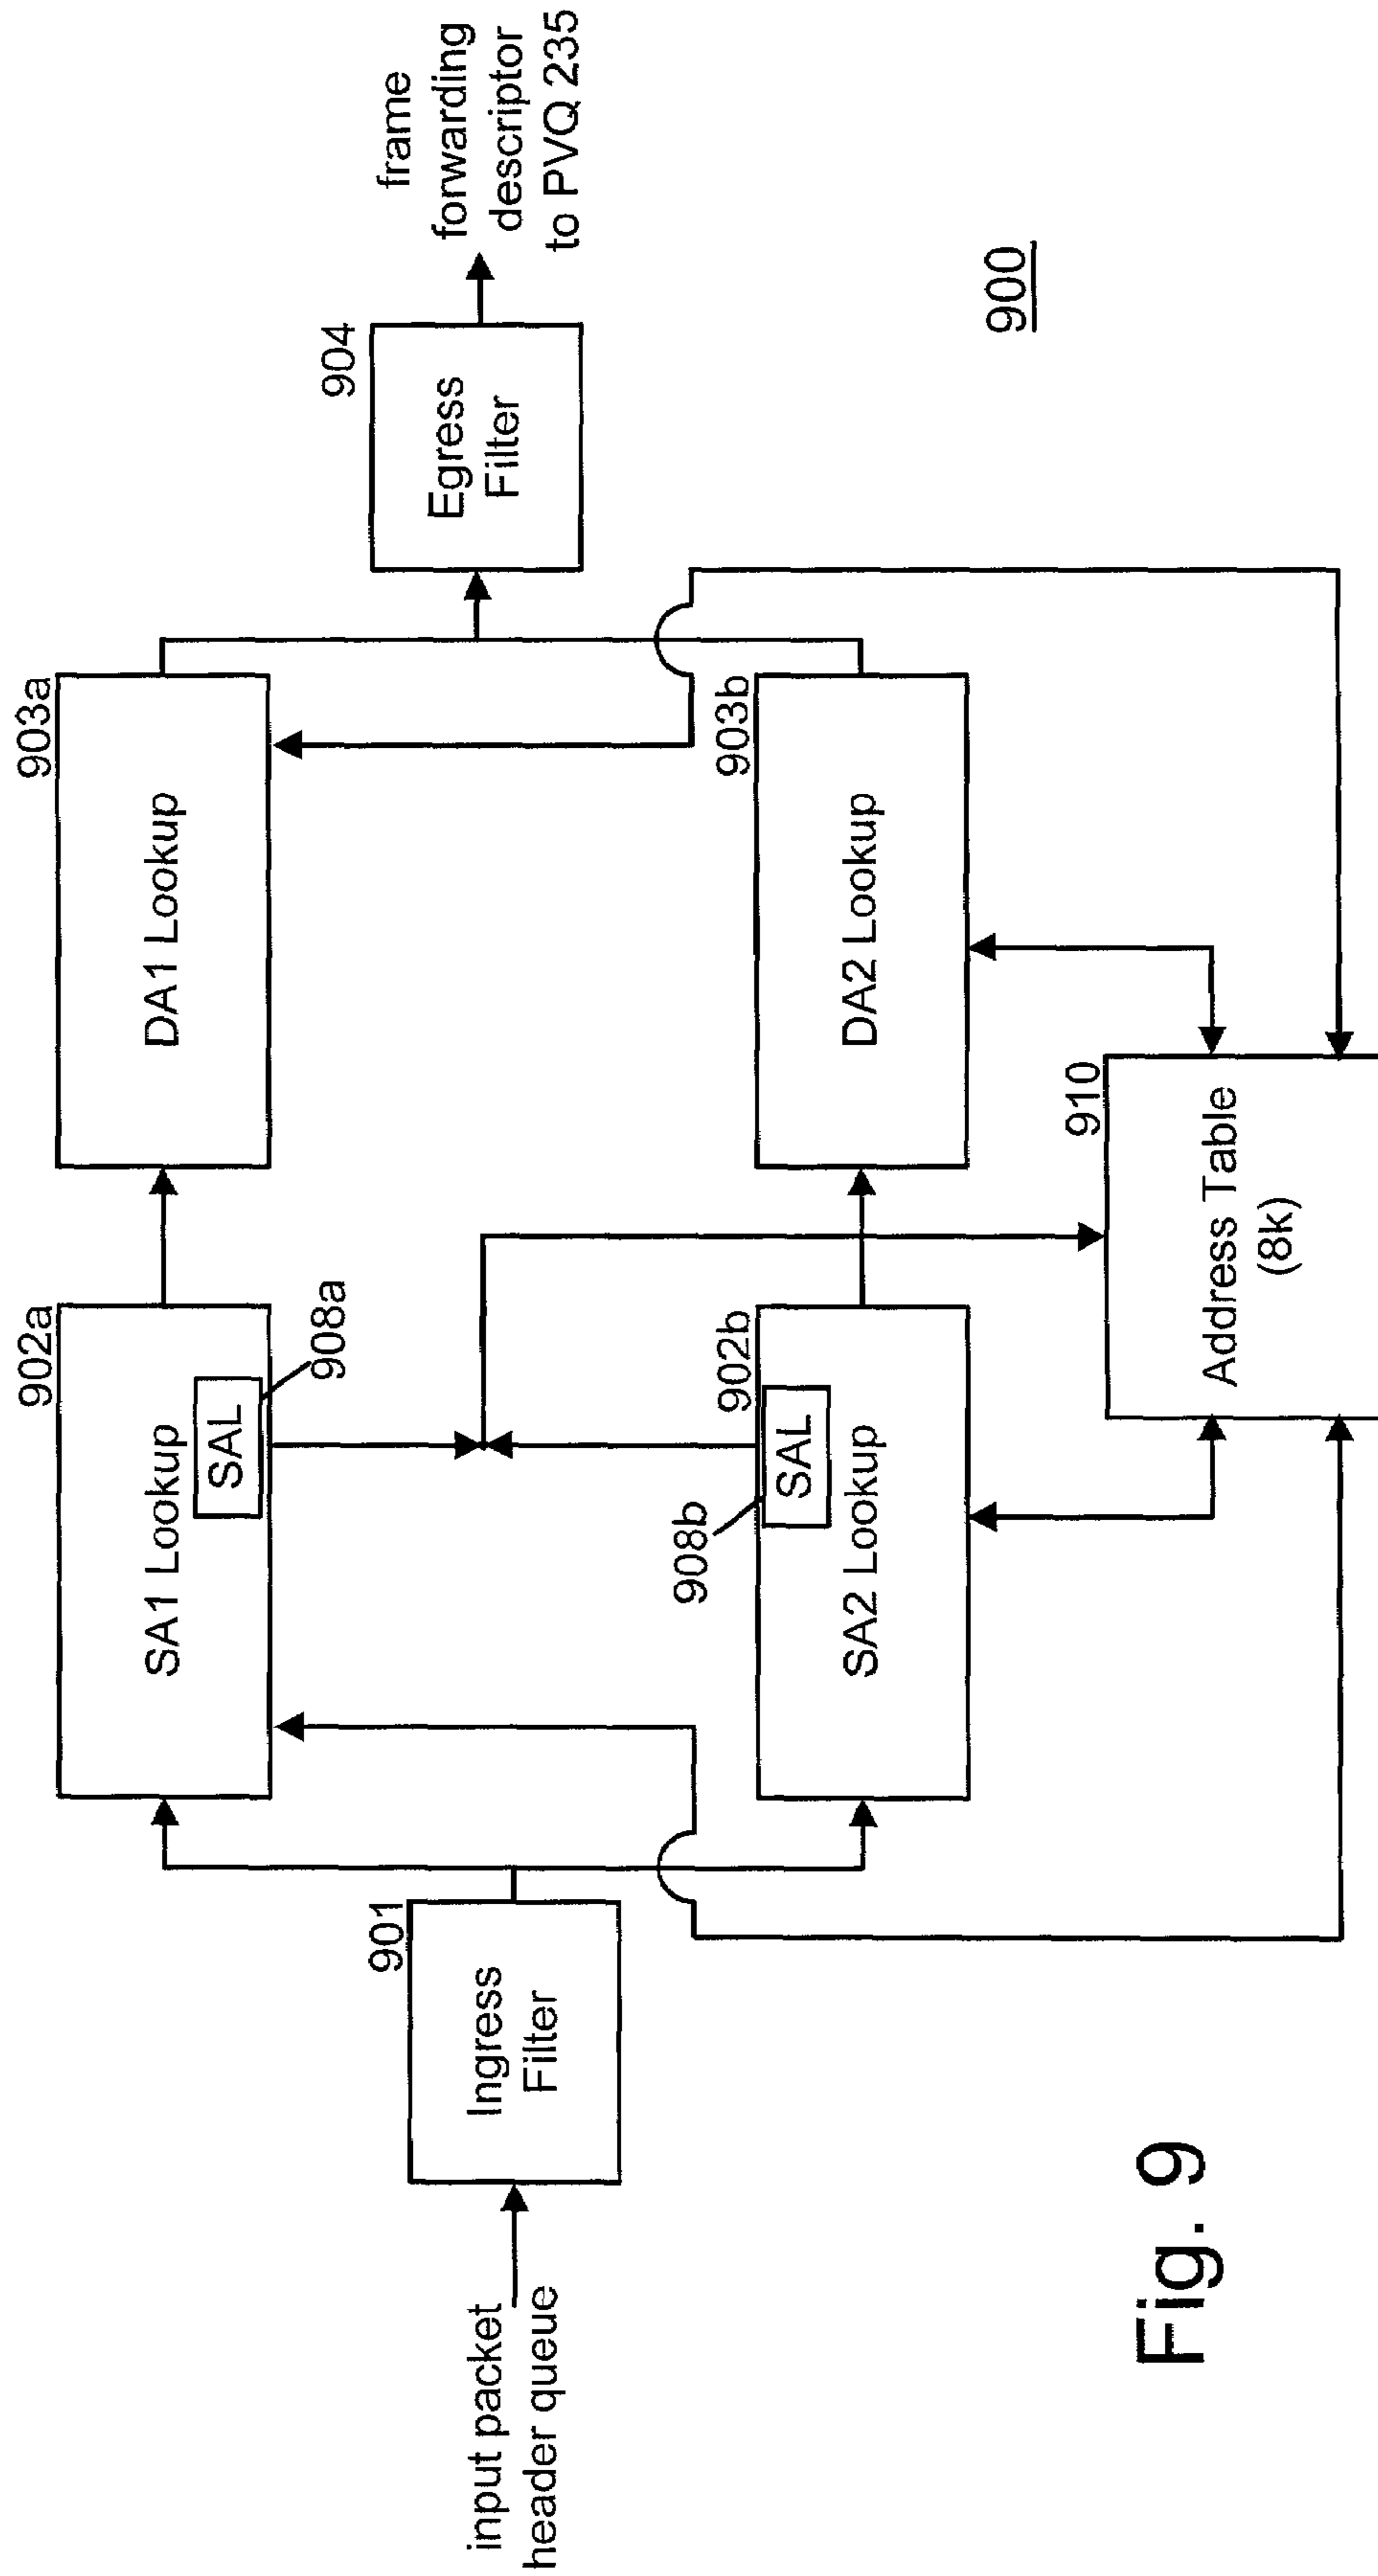 903a
DA1 Lookup
902a
SA1 Lookup
SAL
908a
904
Egress
Filter
frame
forwarding
descriptor
to PVQ 235
901
Ingress
Filter
input packet
header queue
903b
DA2 Lookup
902b
SAL
908b
SA2 Lookup
900
910
Address Table
(8k)
Fig. 9